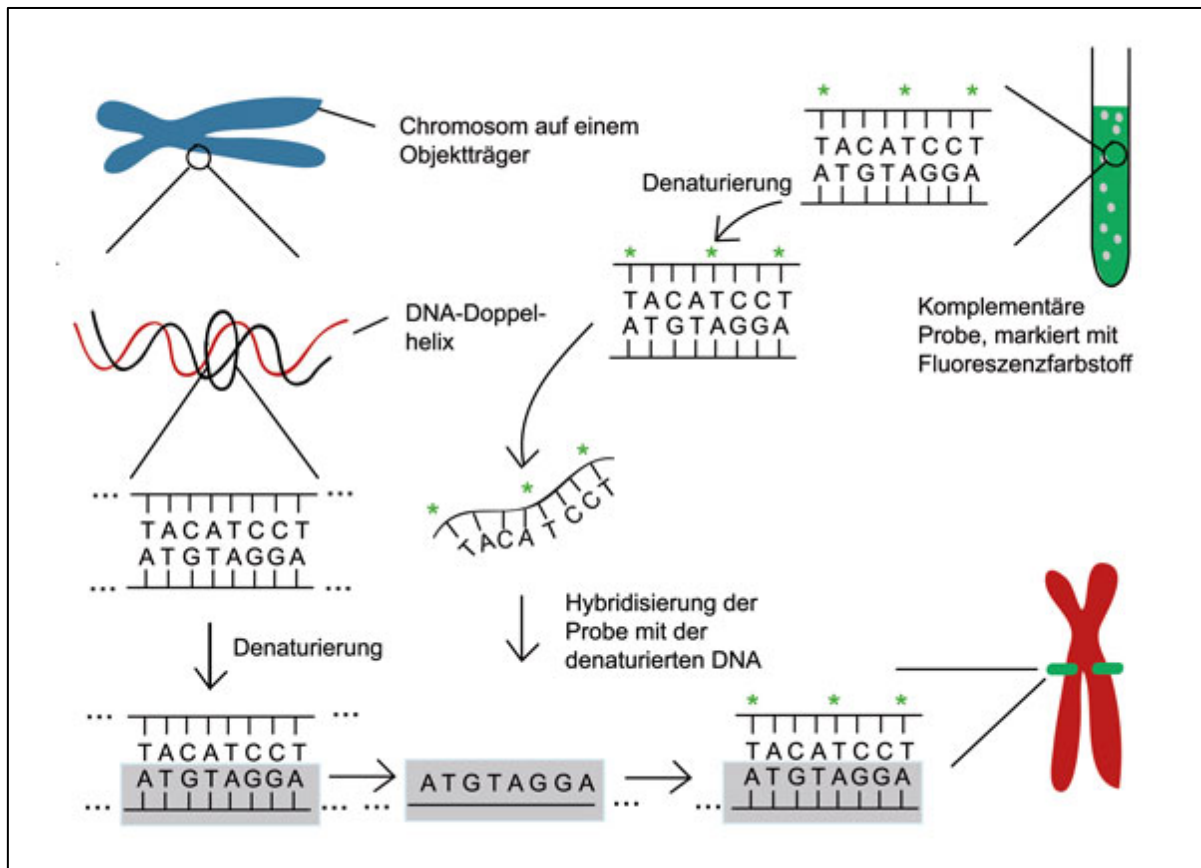 Chromosom auf einem
Objektträger
* * *
TACATCCT
ATGTAGGA
Denaturierung
* * *
TACATCCT
ATGTAGGA
Komplementäre
Probe, markiert mit
Fluoreszenzfarbstoff
DNA-Doppel-
helix
... ...
TACATCCT
ATGTAGGA
... ...
* * *
TACATCCT
Denaturierung
Hybridisierung der
Probe mit der
denaturierten DNA
... ...
TACATCCT
ATGTAGGA
... ...
ATGTAGGA
...
* * *
TACATCCT
ATGTAGGA
...